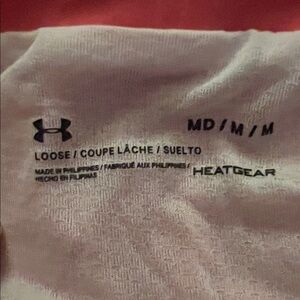 MD / M / M
LOOSE / COUPE LÂCHE / SUELTO
MADE IN PHILIPPINES / FABRIQUÉ AUX PHILIPPINES /
HECHO EN FILIPINAS
HEATGEAR